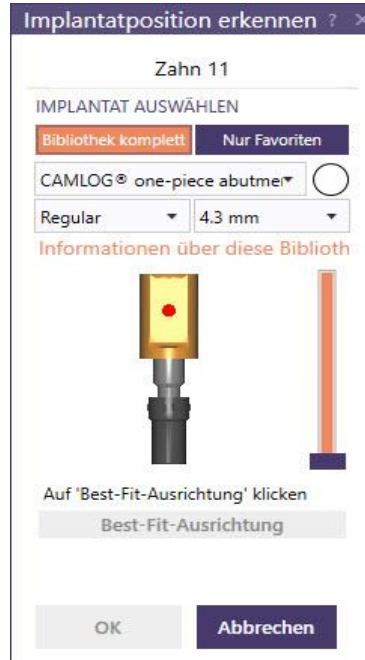 Implantatposition erkennen ? ×
Zahn 11
IMPLANTAT AUSWÄHLEN
Bibliothek komplett Nur Favoriten
CAMLOG® one-piece abutmer
Regular 4.3 mm
Informationen über diese Biblioth
Auf 'Best-Fit-Ausrichtung' klicken
Best-Fit-Ausrichtung
OK Abbrechen